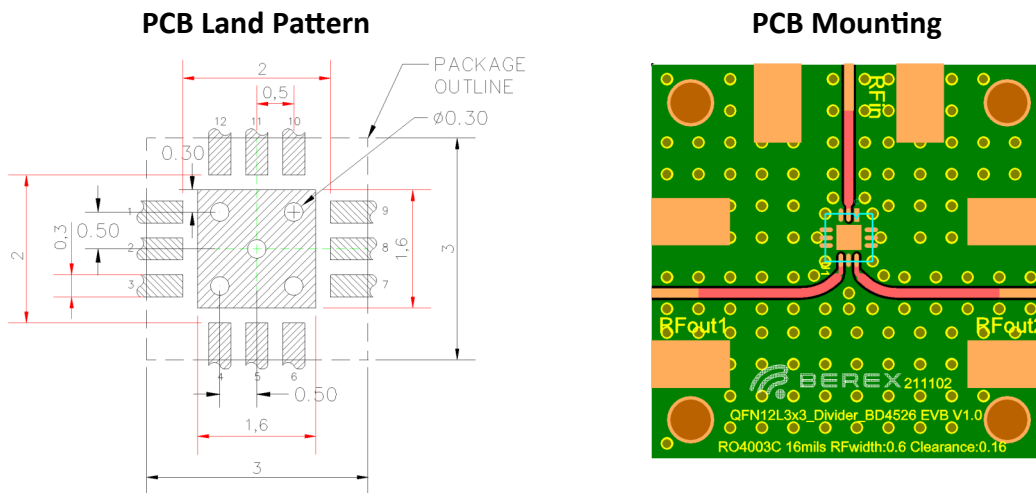 PCB Land Pattern
PCB Mounting
2
PACKAGE
OUTLINE
0,5
Ø0.30
12
11
10
0.30
1
9
0,3
0.50
2
8
2
1,6
3
3
7
4
5
6
0.50
1,6
3
RFin
U1
RFout1
RFout2
BEREX 211102
QFN12L3x3_Divider_BD4526 EVB V1.0
RO4003C 16mils RFwidth:0.6 Clearance:0.16